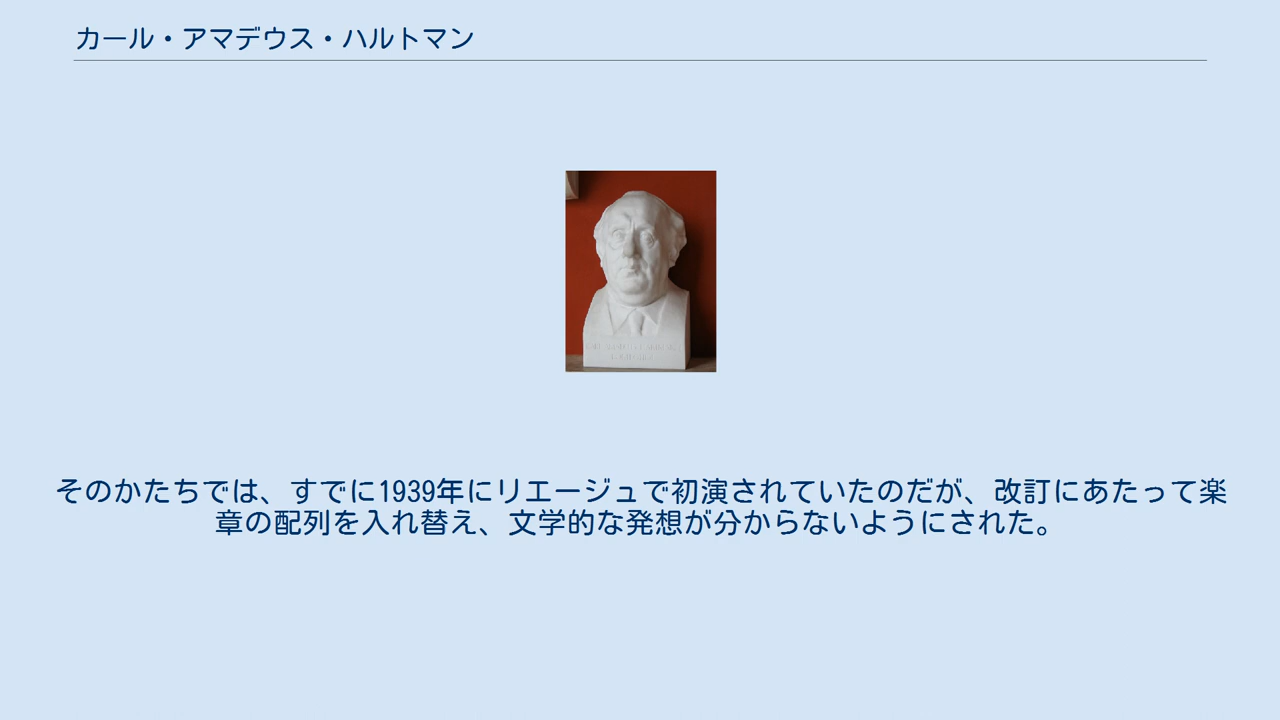 カール・アマデウス・ハルトマン
そのかたちでは、すでに1939年にリエージュで初演されていたのだが、改訂にあたって楽
章の配列を入れ替え、文学的な発想が分からないようにされた。